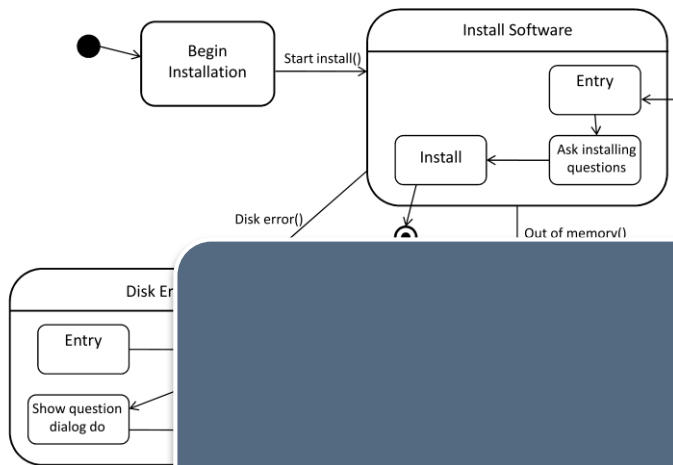 Install Software
Begin
Installation
Start install()
Entry
Ask installing
questions
Install
Disk error()
Out of memory()
Disk
Entry
Show question
dialog do